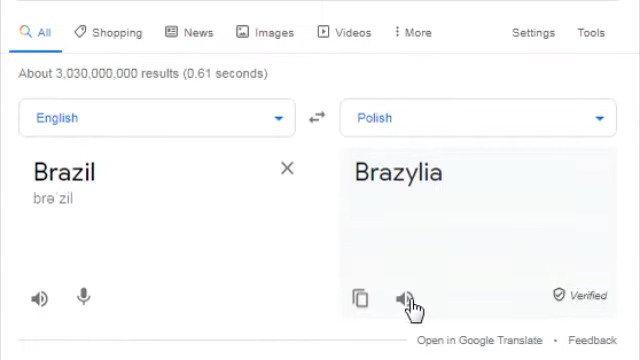 All Shopping News Images Videos More Settings Tools
About 3,030,000,000 results (0.61 seconds)
English Polish
Brazil Brazylia
brəˈzil
Verified
Open in Google Translate • Feedback